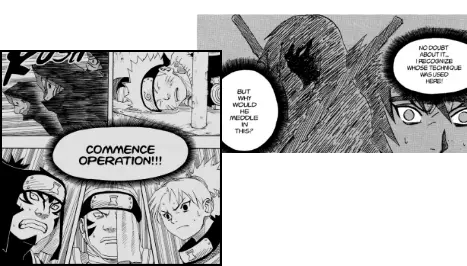 NO DOUBT
ABOUT IT...
I RECOGNIZE
WHOSE TECHNIQUE
WAS USED
HERE!
BUT
WHY
WOULD
HE
MEDDLE
IN
THIS?
RUSH
COMMENCE
OPERATION!!!